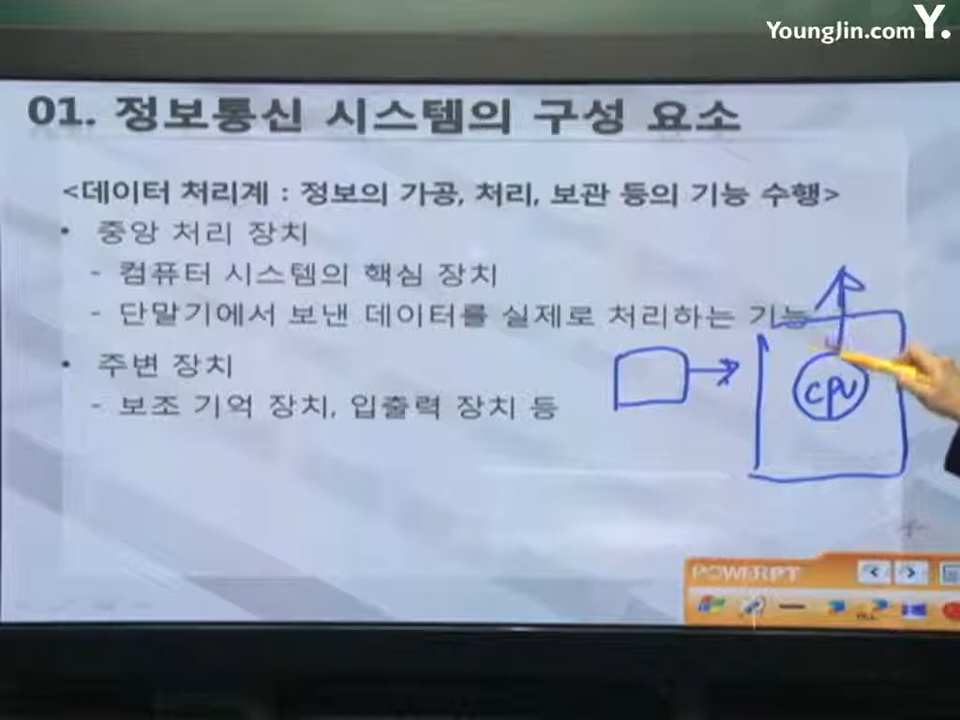 YoungJin.com Y.
01. 정보통신 시스템의 구성 요소
<데이터 처리계 : 정보의 가공, 처리, 보관 등의 기능 수행>
• 중앙 처리 장치
- 컴퓨터 시스템의 핵심 장치
- 단말기에서 보낸 데이터를 실제로 처리하는 기능
• 주변 장치
- 보조 기억 장치, 입출력 장치 등
CPU
POWERPT